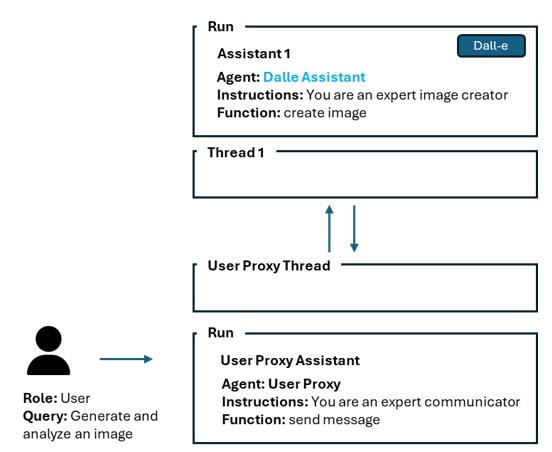 Run
Assistant 1
Dall-e
Agent: Dalle Assistant
Instructions: You are an expert image creator
Function: create image
Thread 1
User Proxy Thread
Run
User Proxy Assistant
Agent: User Proxy
Instructions: You are an expert communicator
Function: send message
Role: User
Query: Generate and
analyze an image